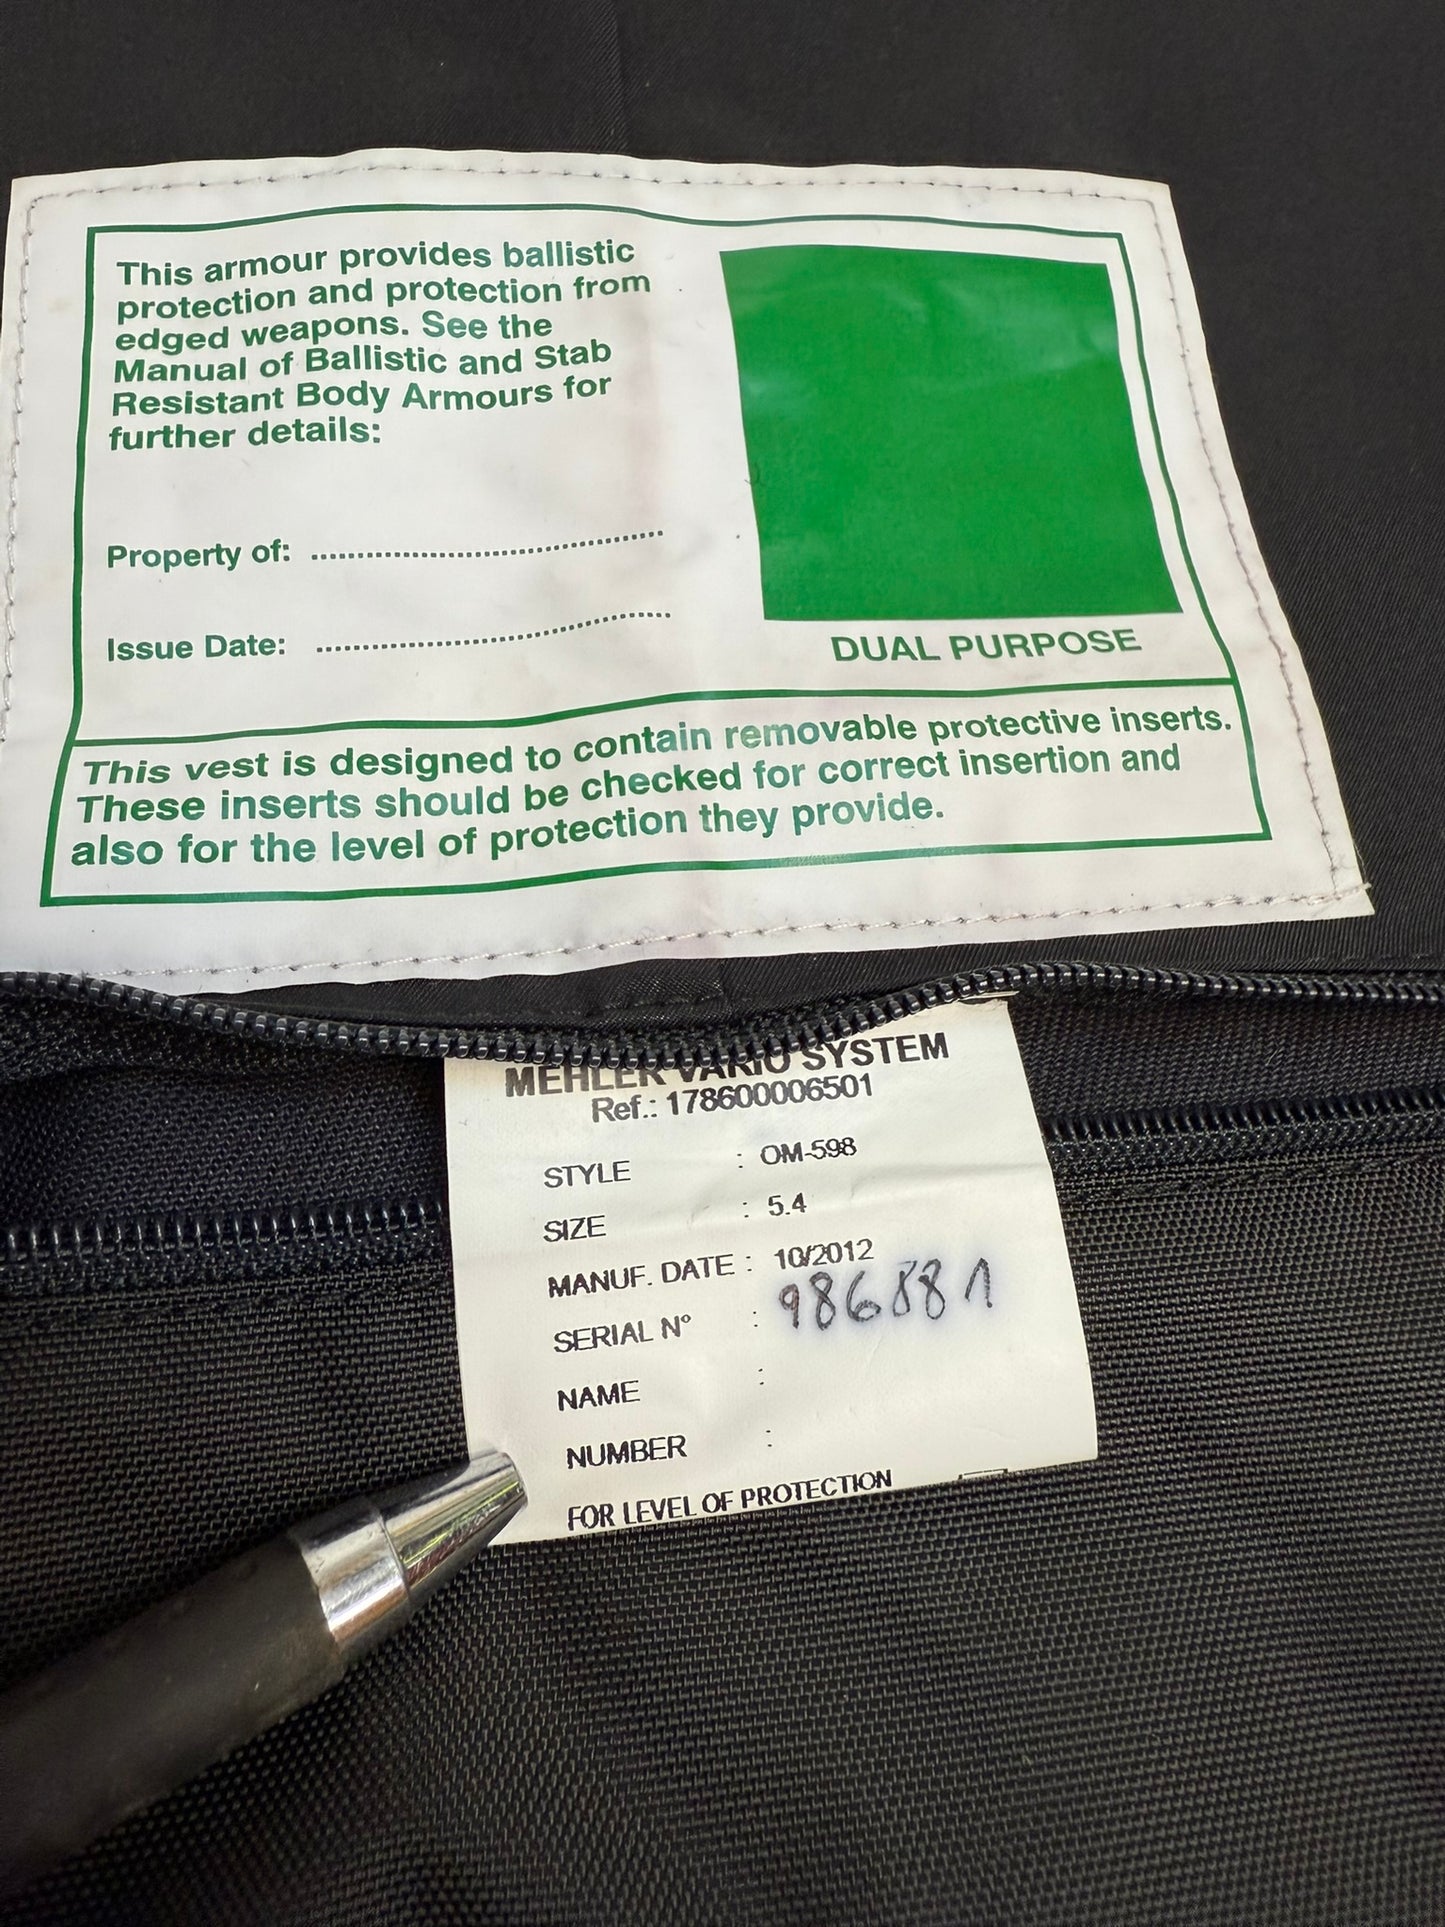 This armour provides ballistic
protection and protection from
edged weapons. See the
Manual of Ballistic and Stab
Resistant Body Armours for
further details:
Property of: ..........................................
Issue Date: ..........................................
DUAL PURPOSE
This vest is designed to contain removable protective inserts.
These inserts should be checked for correct insertion and
also for the level of protection they provide.
MEHLER VARIO SYSTEM
Ref.: 178600006501
STYLE : OM-598
SIZE : 5.4
MANUF. DATE : 10/2012
SERIAL N° : 986881
NAME :
NUMBER :
FOR LEVEL OF PROTECTION